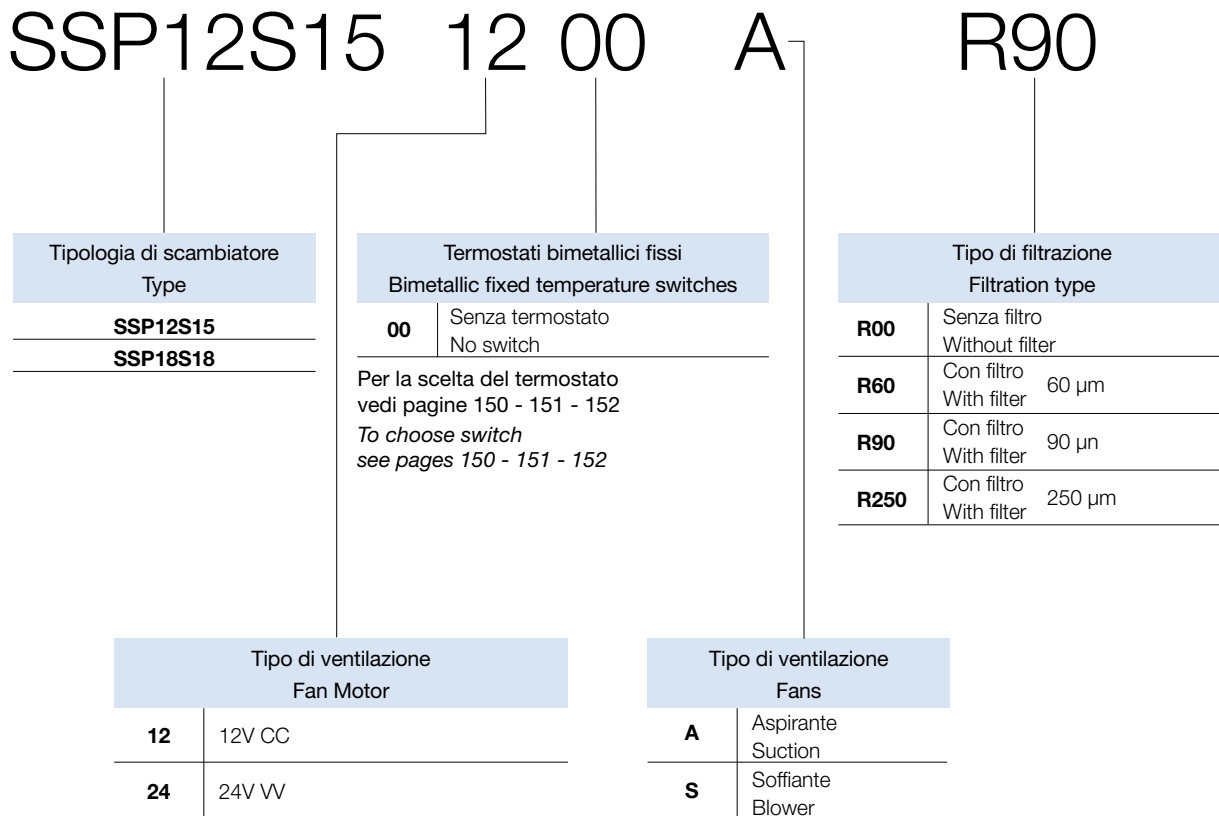 SSP12S15 12 00 A R90
Tipologia di scambiatore
Type
SSP12S15
SSP18S18
Termostati bimetallici fissi
Bimetallic fixed temperature switches
00 Senza termostato
No switch
Per la scelta del termostato
vedi pagine 150 - 151 - 152
To choose switch
see pages 150 - 151 - 152
Tipo di filtrazione
Filtration type
R00 Senza filtro
Without filter
R60 Con filtro 60 µm
With filter
R90 Con filtro 90 µn
With filter
R250 Con filtro 250 µm
With filter
Tipo di ventilazione
Fan Motor
12 12V CC
24 24V VV
Tipo di ventilazione
Fans
A Aspirante
Suction
S Soffiante
Blower